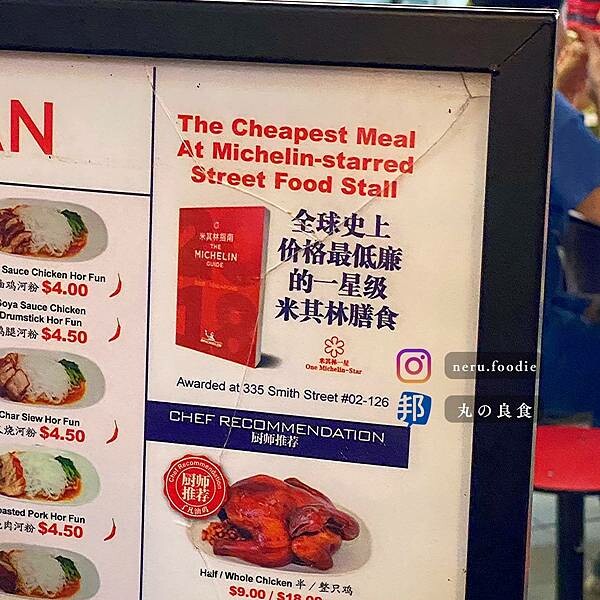 AN
Sauce Chicken Hor Fun
油鸡河粉 $4.00
Soya Sauce Chicken
Drumstick Hor Fun
鸡腿河粉 $4.50
Char Siew Hor Fun
叉烧河粉 $4.50
Roasted Pork Hor Fun
烧肉河粉 $4.50
The Cheapest Meal
At Michelin-starred
Street Food Stall
米其林指南
THE
MICHELIN
GUIDE
全球史上
价格最低廉
的一星级
米其林膳食
米其林一星
One Michelin-Star
Awarded at 335 Smith Street #02-126
CHEF RECOMMENDATION
厨师推荐
Chef Recommendation
厨师
推荐
了凡油鸡
Half / Whole Chicken 半 / 整只鸡
$9.00 / $18.00
neru.foodie
邦 丸の良食